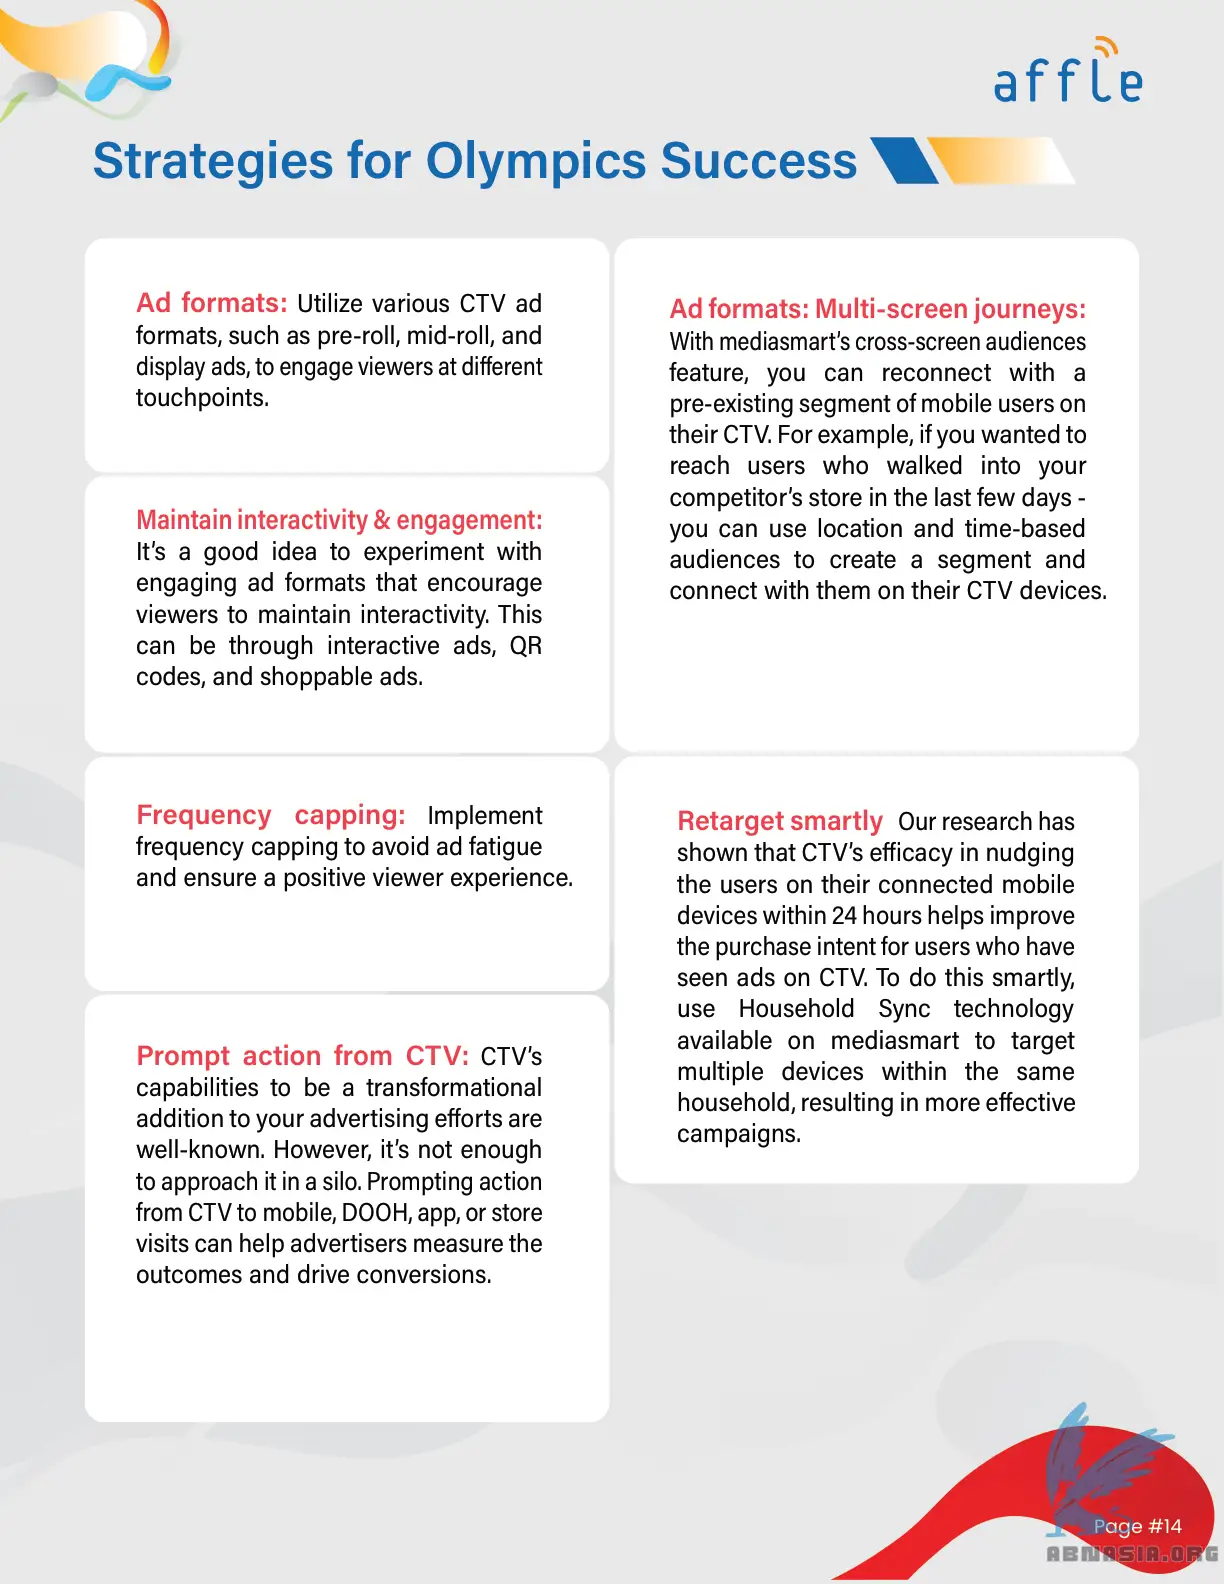 affle
Strategies for Olympics Success
Ad formats: Utilize various CTV ad
formats, such as pre-roll, mid-roll, and
display ads, to engage viewers at different
touchpoints.
Maintain interactivity & engagement:
It's a good idea to experiment with
engaging ad formats that encourage
viewers to maintain interactivity. This
can be through interactive ads, QR
codes, and shoppable ads.
Frequency capping: Implement
frequency capping to avoid ad fatigue
and ensure a positive viewer experience.
Prompt action from CTV: CTV's
capabilities to be a transformational
addition to your advertising efforts are
well-known. However, it's not enough
to approach it in a silo. Prompting action
from CTV to mobile, DOOH, app, or store
visits can help advertisers measure the
outcomes and drive conversions.
Ad formats: Multi-screen journeys:
With mediasmart's cross-screen audiences
feature, you can reconnect with a
pre-existing segment of mobile users on
their CTV. For example, if you wanted to
reach users who walked into your
competitor's store in the last few days -
you can use location and time-based
audiences to create a segment and
connect with them on their CTV devices.
Retarget smartly Our research has
shown that CTV's efficacy in nudging
the users on their connected mobile
devices within 24 hours helps improve
the purchase intent for users who have
seen ads on CTV. To do this smartly,
use Household Sync technology
available on mediasmart to target
multiple devices within the same
household, resulting in more effective
campaigns.
Page #14
ABNASIA.ORG